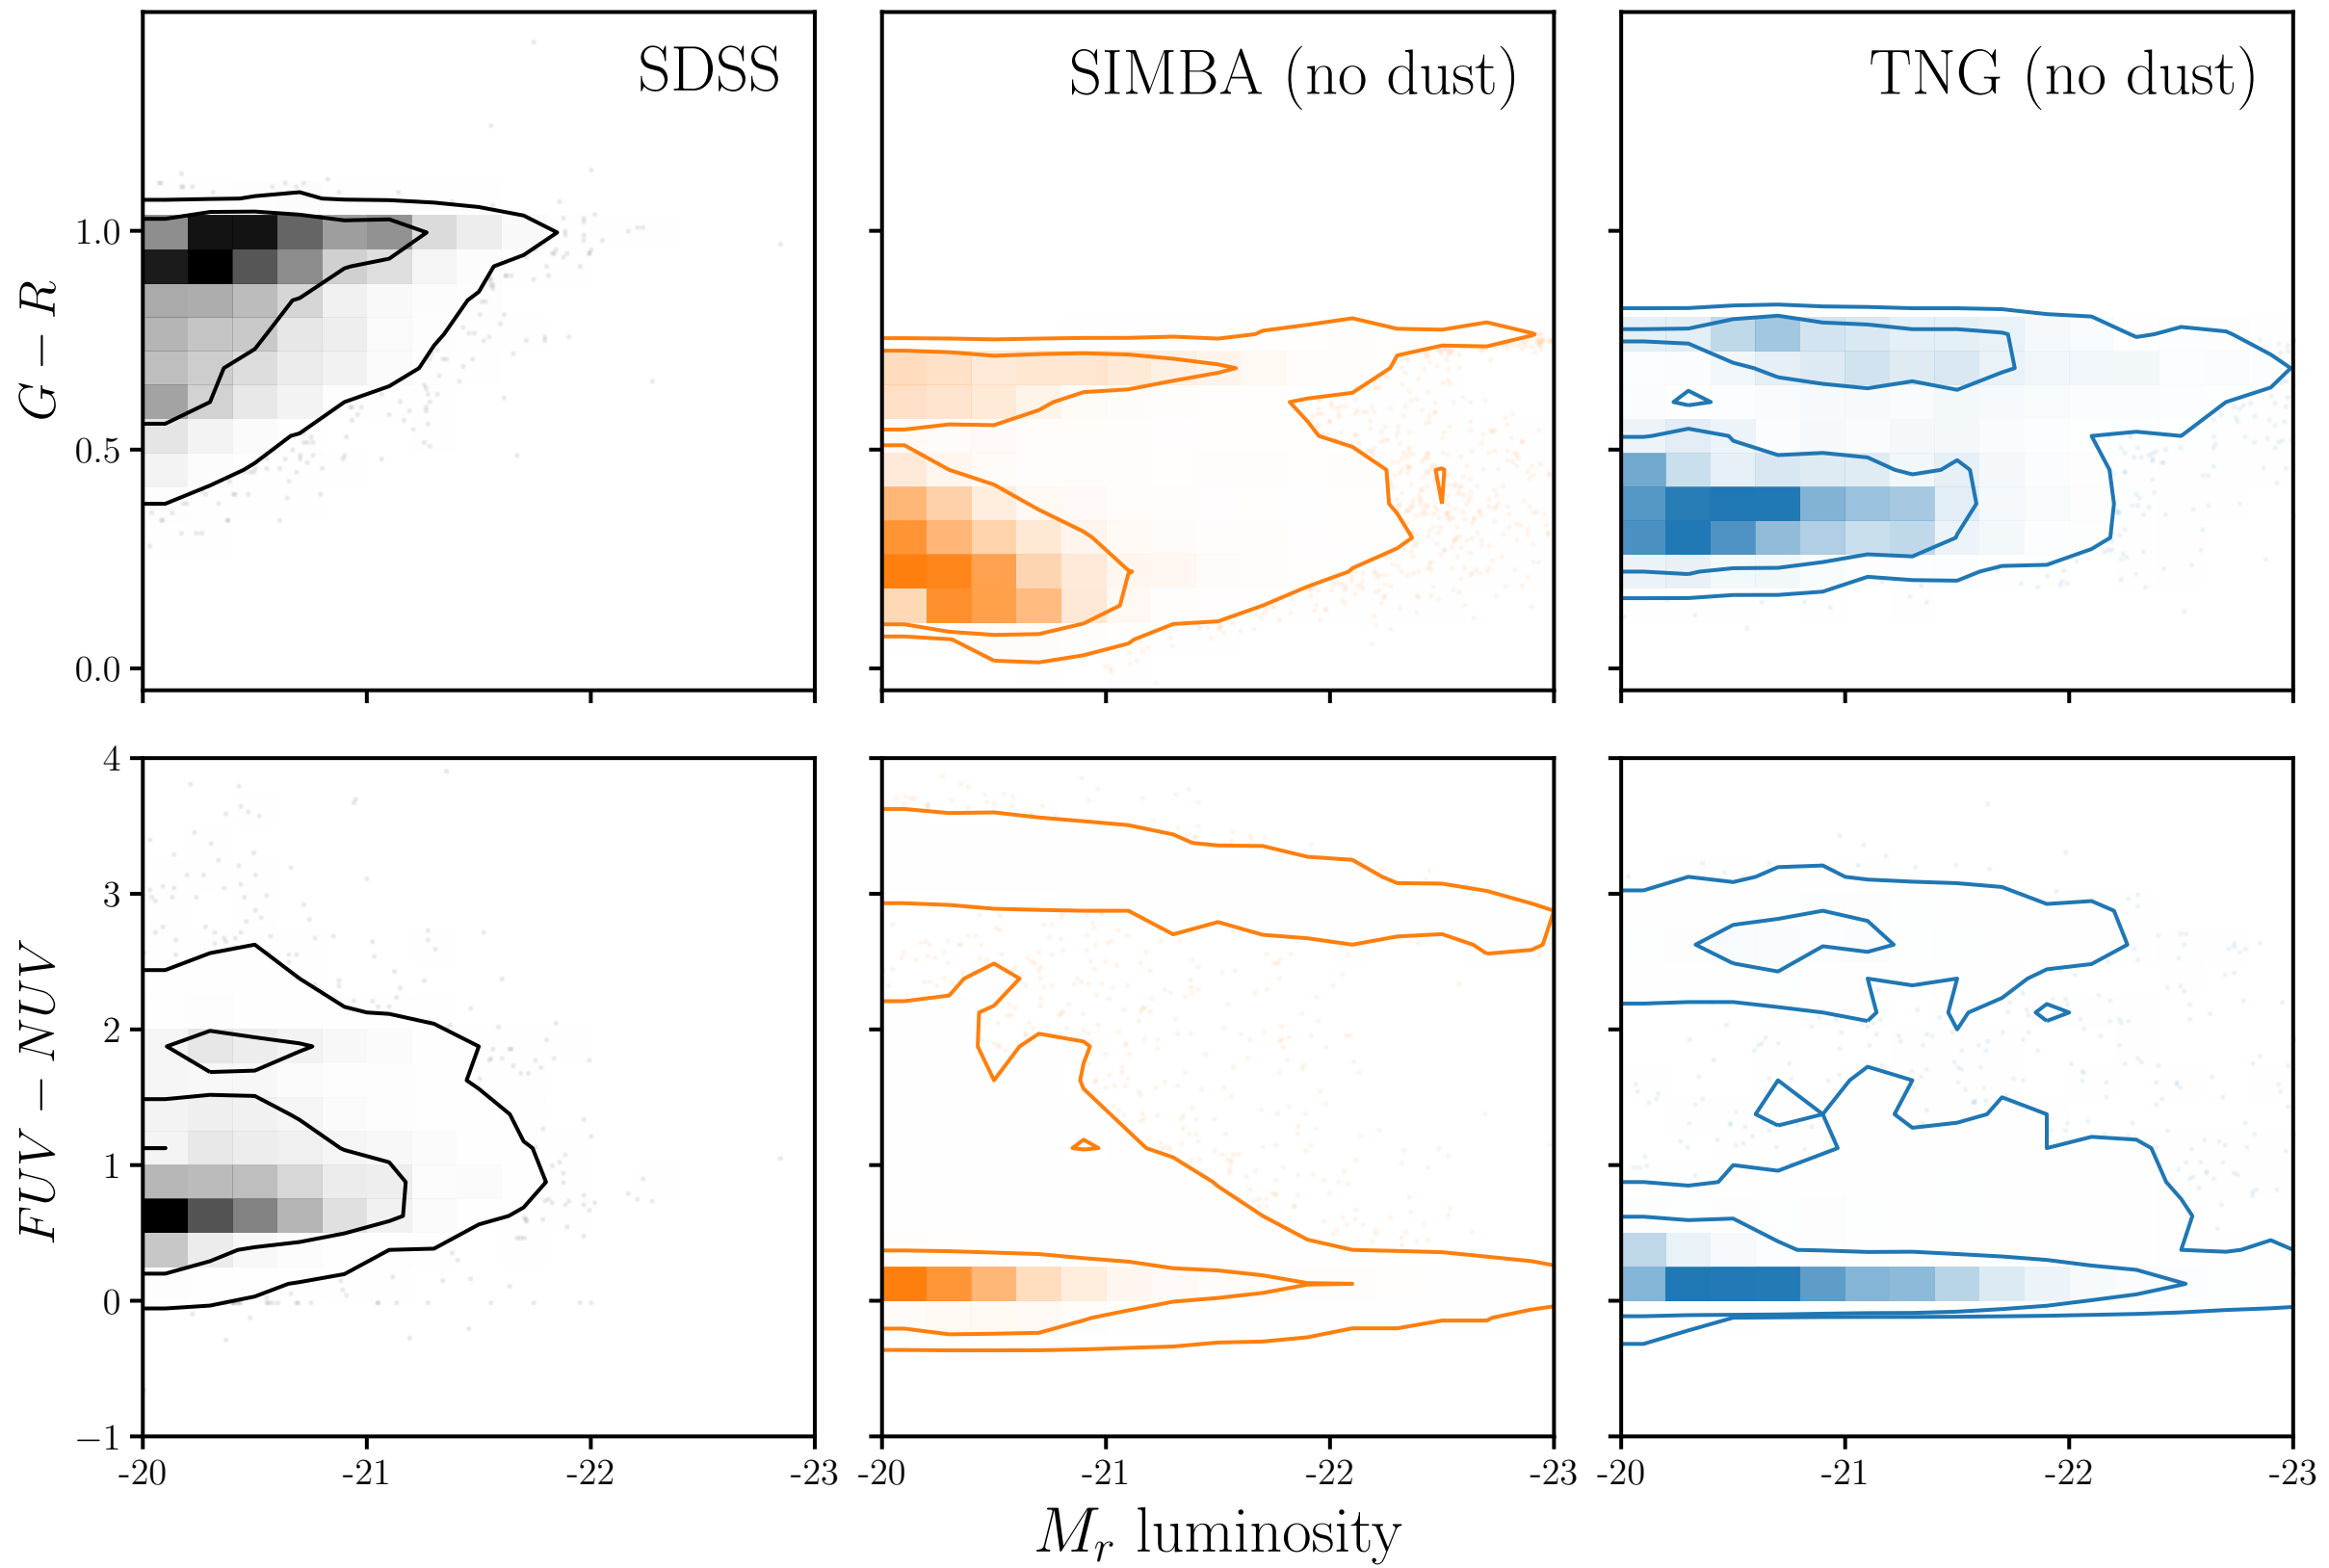 SDSS
SIMBA (no dust)
TNG (no dust)
G − R
1.0
0.5
0.0
FUV − NUV
4
3
2
1
0
−1
-20 -21 -22 -23
-20 -21 -22 -23
-20 -21 -22 -23
M_r luminosity